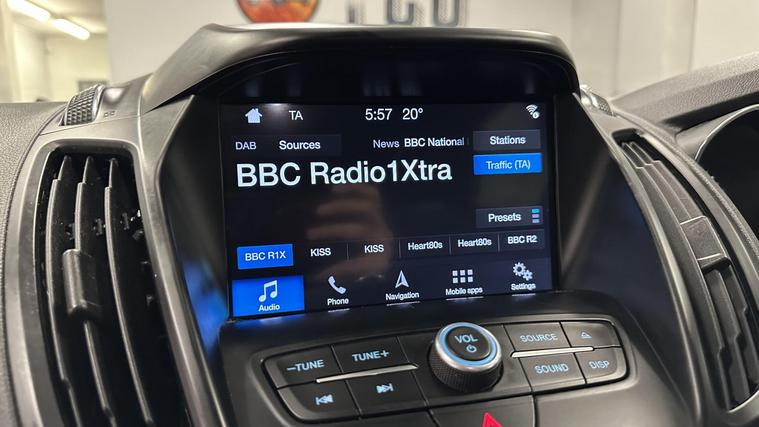 TA 5:57 20°
DAB Sources News BBC National Stations
BBC Radio1Xtra
Traffic (TA)
Presets
BBC R1X KISS KISS Heart80s Heart80s BBC R2
Audio Phone Navigation Mobile apps Settings
–TUNE TUNE+ VOL SOURCE
SOUND DISP